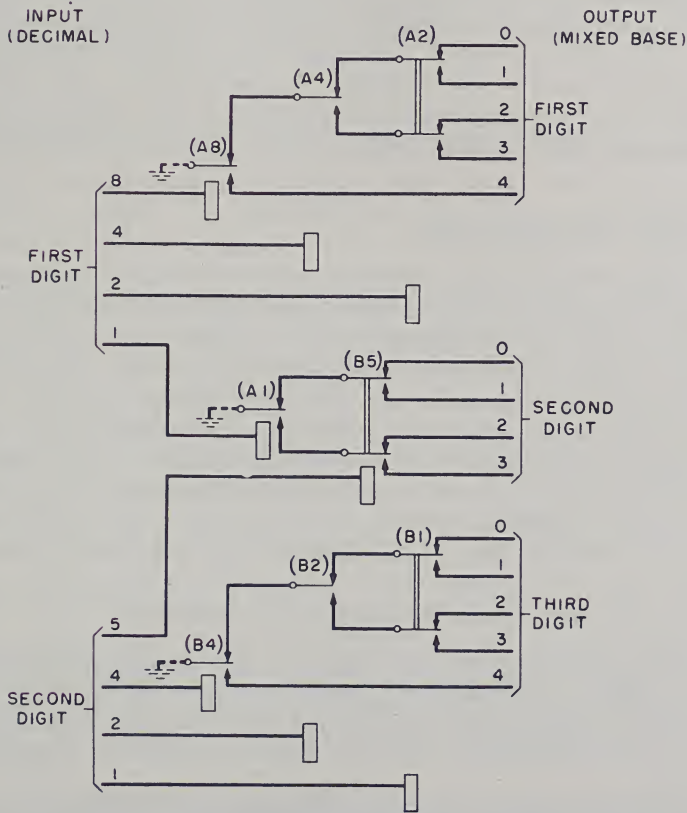 INPUT
(DECIMAL)
OUTPUT
(MIXED BASE)
(A2)
0
(A4)
1
2
FIRST
DIGIT
3
(A8)
4
8
4
FIRST
DIGIT
2
1
(B5)
0
(A1)
1
SECOND
DIGIT
2
3
(B1)
0
(B2)
1
2
THIRD
DIGIT
3
5
(B4)
4
4
SECOND
DIGIT
2
1